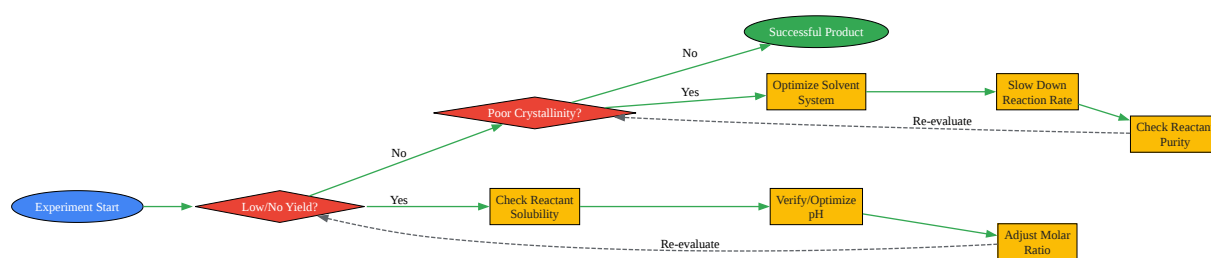 Successful Product
No
Optimize Solvent
System
Slow Down
Reaction Rate
Yes
Poor Crystallinity?
Re-evaluate
Check Reactant
Purity
No
Experiment Start
Low/No Yield?
Yes
Check Reactant
Solubility
Verify/Optimize
pH
Re-evaluate
Adjust Molar
Ratio